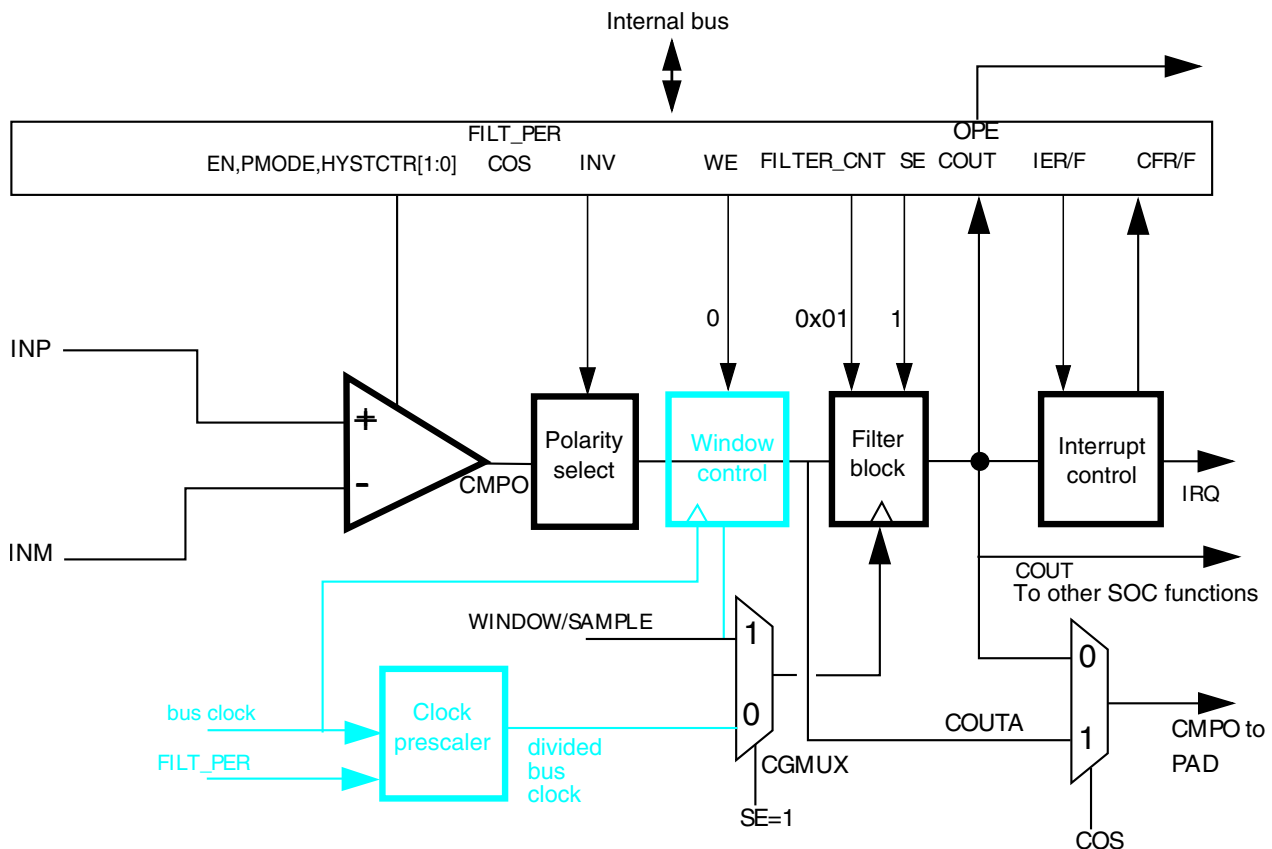 Internal bus
FILT_PER
OPE
EN,PMODE,HYSTCTR[1:0]
COS
INV
WE
FILTER_CNT
SE
COUT
IER/F
CFR/F
0
0x01
1
INP
+
-
INM
CMPO
Polarity
select
Window
control
Filter
block
Interrupt
control
IRQ
COUT
To other SOC functions
WINDOW/SAMPLE
1
0
CGMUX
SE=1
bus clock
FILT_PER
Clock
prescaler
divided
bus
clock
0
1
COUTA
CMPO to
PAD
COS